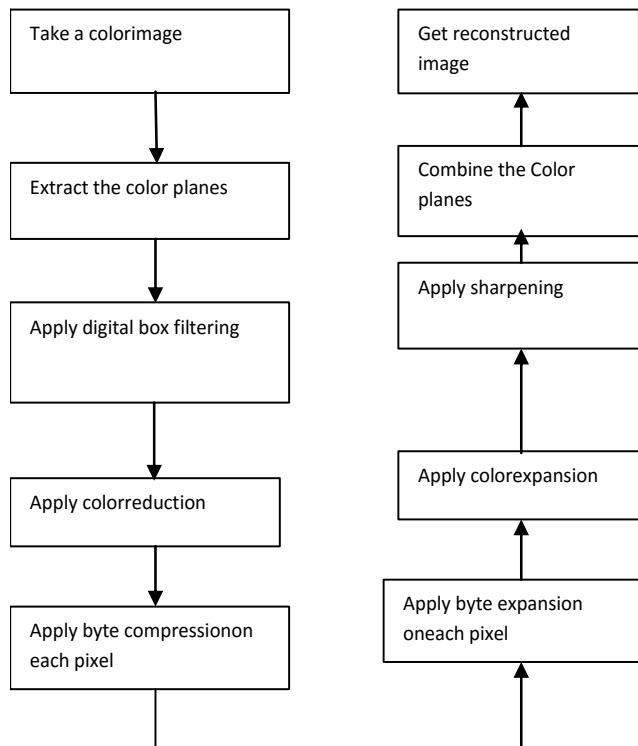 Take a colorimage
Extract the color planes
Apply digital box filtering
Apply colorreduction
Apply byte compressionon
each pixel
Get reconstructed
image
Combine the Color
planes
Apply sharpening
Apply colorexpansion
Apply byte expansion
oneach pixel